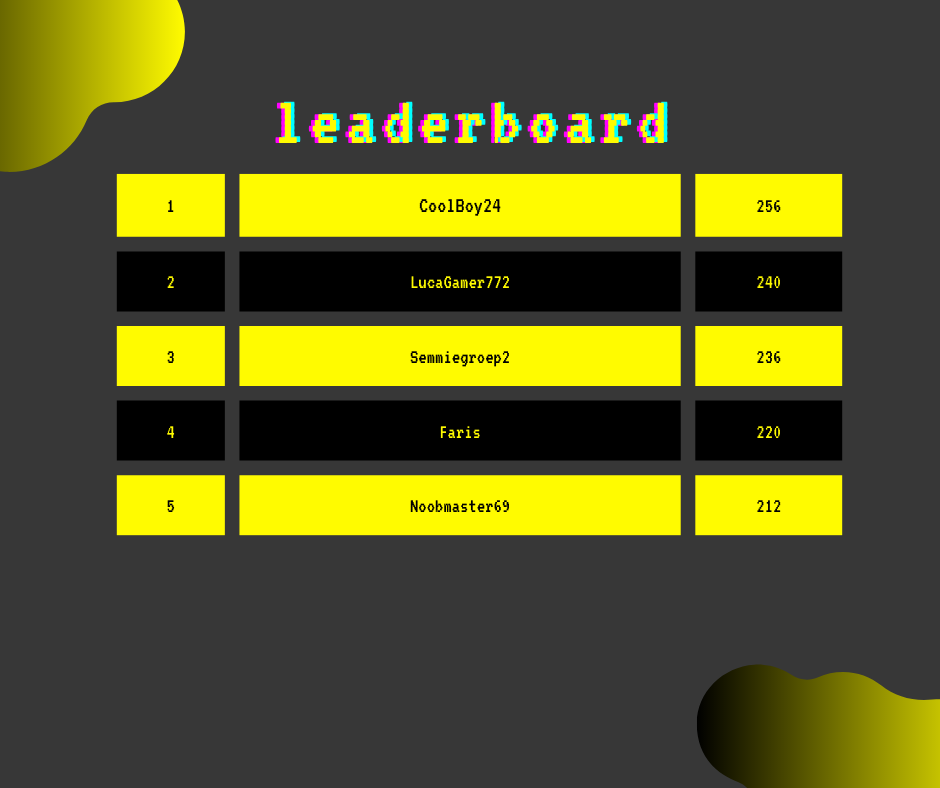 leaderboard
1 CoolBoy24 256
2 LucaGamer772 240
3 Semmiegroep2 236
4 Faris 220
5 Noobmaster69 212